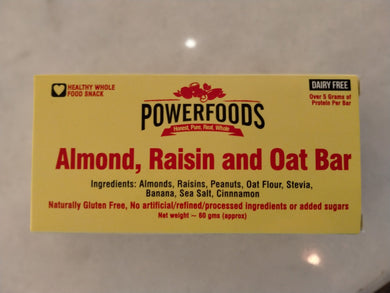 HEALTHY WHOLE
FOOD SNACK
DAIRY FREE
Over 5 Grams of
Protein Per Bar
POWERFOODS
Honest, Pure, Real, Whole
Almond, Raisin and Oat Bar
Ingredients: Almonds, Raisins, Peanuts, Oat Flour, Stevia,
Banana, Sea Salt, Cinnnamon
Naturally Gluten Free, No artificial/refined/processed ingredients or added sugars
Net weight ~ 60 gms (approx)